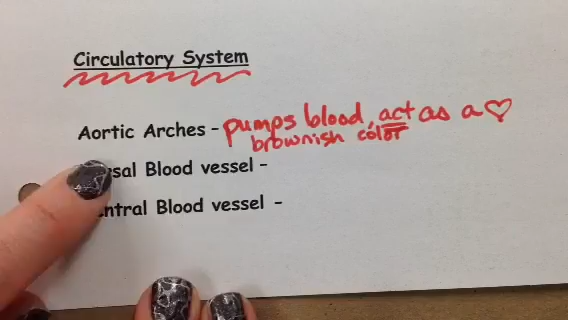 Circulatory System
Aortic Arches - pumps blood, act as a ♡
brownish color
sal Blood vessel -
ntral Blood vessel -